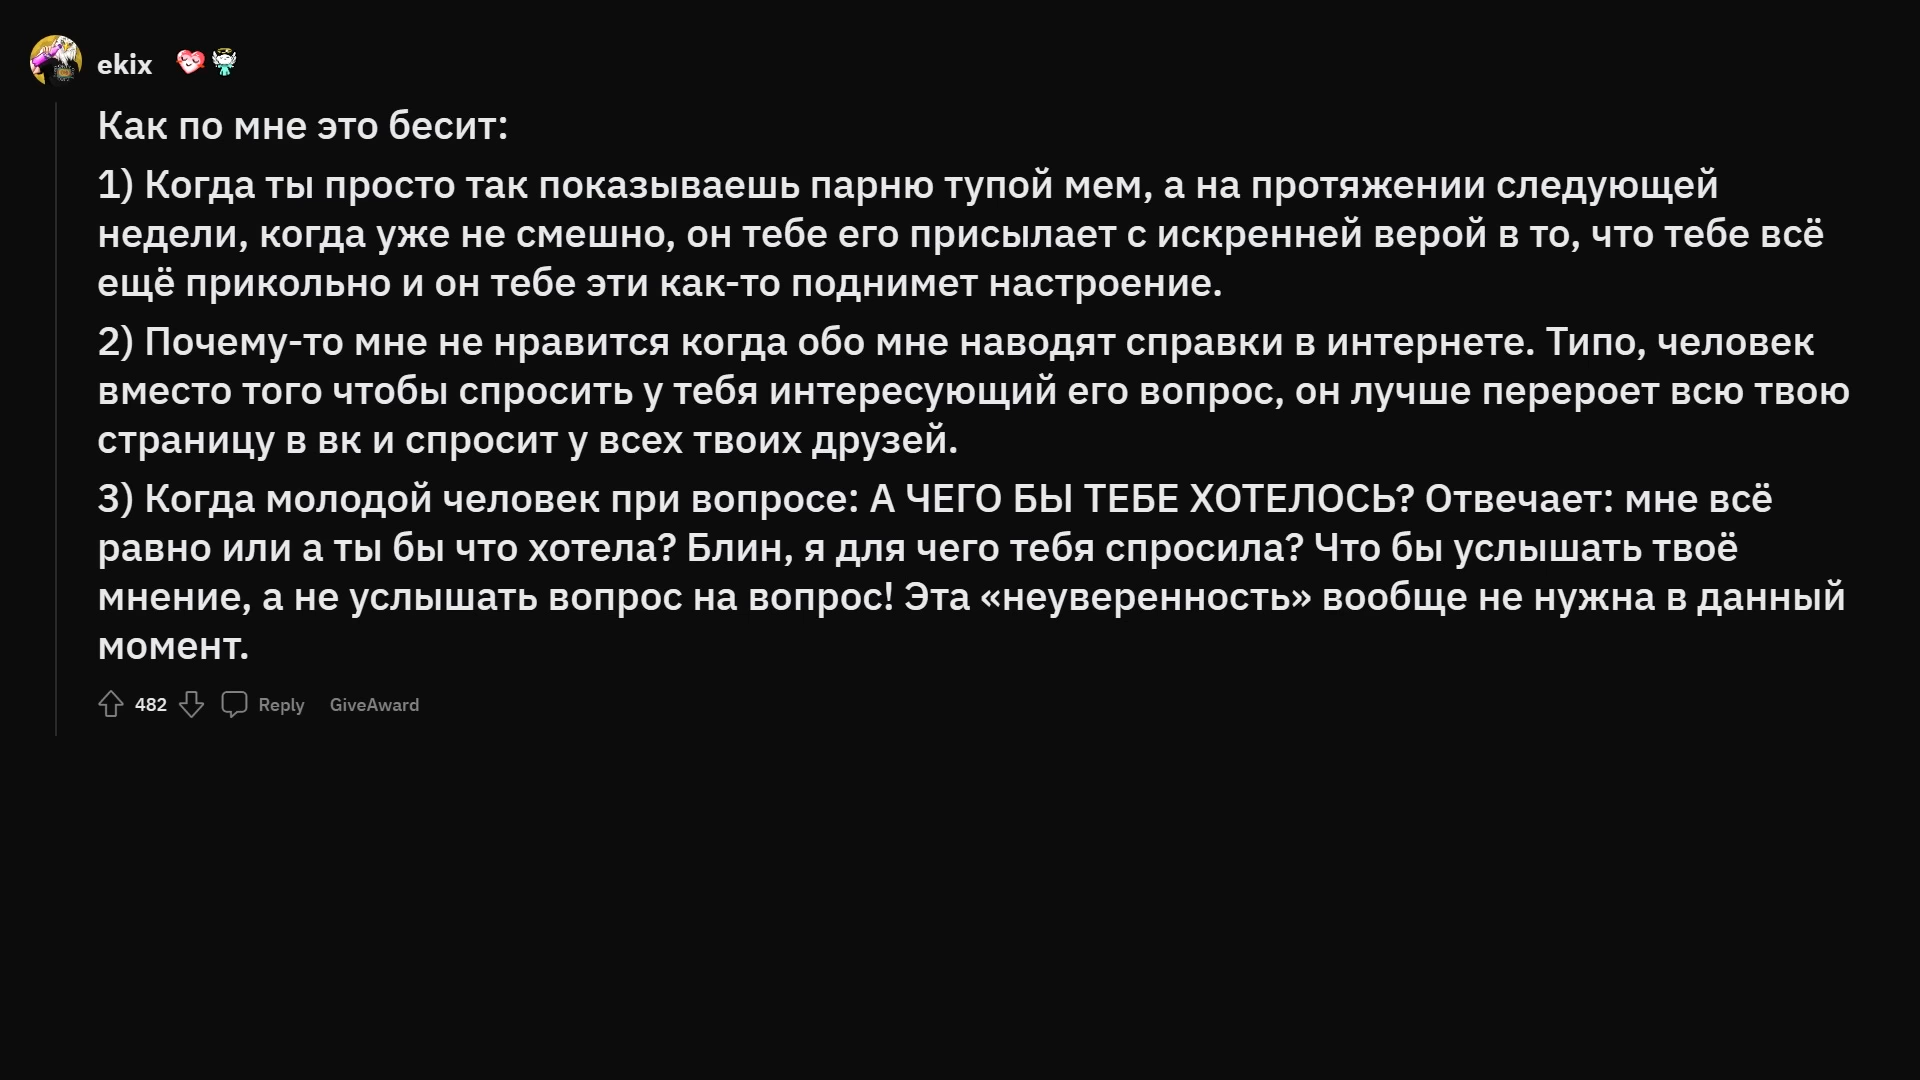 ekix
Как по мне это бесит:
1) Когда ты просто так показываешь парню тупой мем, а на протяжении следующей
недели, когда уже не смешно, он тебе его присылает с искренней верой в то, что тебе всё
ещё прикольно и он тебе эти как-то поднимет настроение.
2) Почему-то мне не нравится когда обо мне наводят справки в интернете. Типо, человек
вместо того чтобы спросить у тебя интересующий его вопрос, он лучше перероет всю твою
страницу в вк и спросит у всех твоих друзей.
3) Когда молодой человек при вопросе: А ЧЕГО БЫ ТЕБЕ ХОТЕЛОСЬ? Отвечает: мне всё
равно или а ты бы что хотела? Блин, я для чего тебя спросила? Что бы услышать твоё
мнение, а не услышать вопрос на вопрос! Эта «неуверенность» вообще не нужна в данный
момент.
482 Reply GiveAward